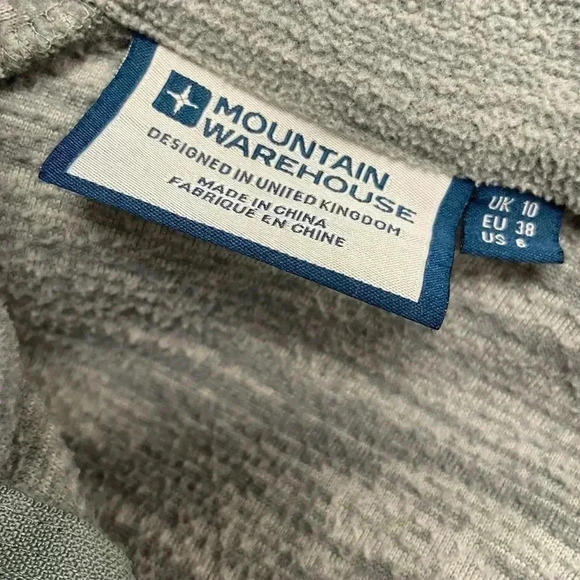 MOUNTAIN
WAREHOUSE
DESIGNED IN UNITED KINGDOM
MADE IN CHINA
FABRIQUE EN CHINE
UK 10
EU 38
US 6